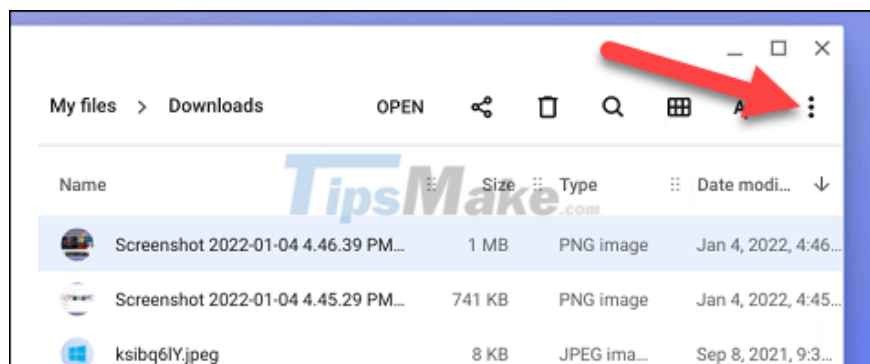 My files > Downloads OPEN
Name Size Type Date modi...
TipsMake.com
Screenshot 2022-01-04 4.46.39 PM... 1 MB PNG image Jan 4, 2022, 4:46...
Screenshot 2022-01-04 4.45.29 PM... 741 KB PNG image Jan 4, 2022, 4:45...
ksibq6lY.jpeg 8 KB JPEG ima... Sep 8, 2021, 9:3...